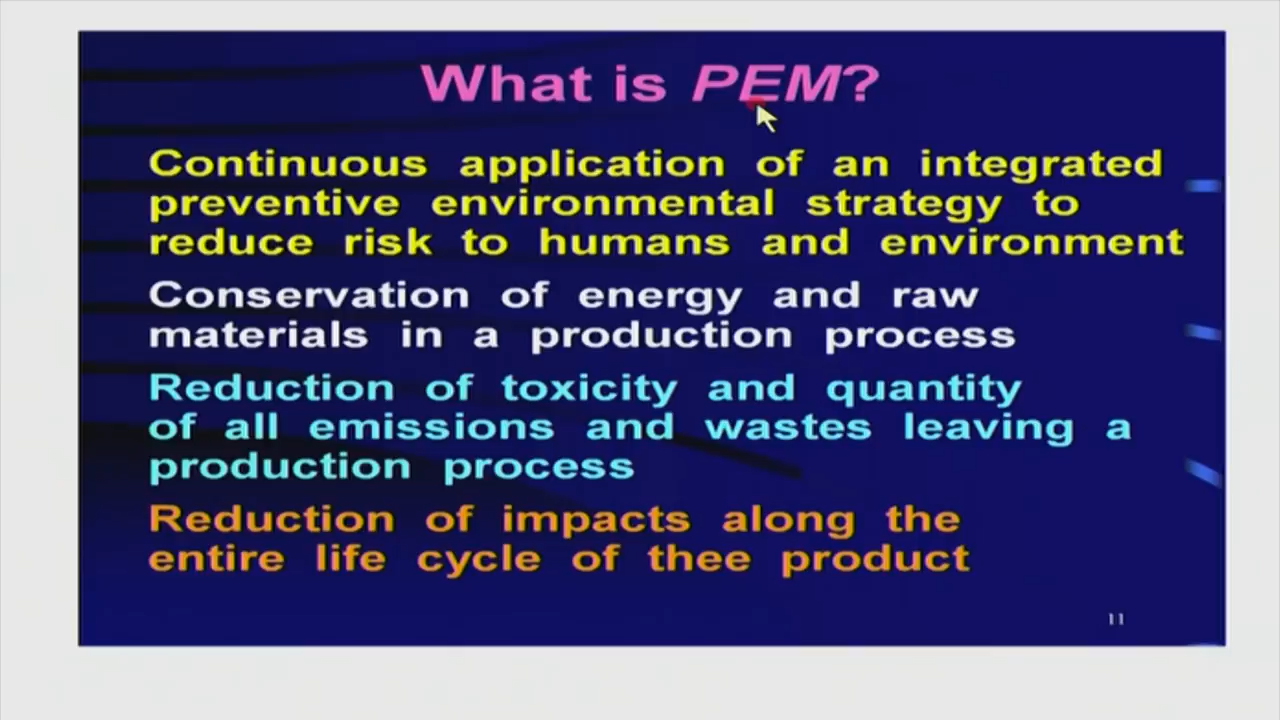 What is PEM?
Continuous application of an integrated
preventive environmental strategy to
reduce risk to humans and environment
Conservation of energy and raw
materials in a production process
Reduction of toxicity and quantity
of all emissions and wastes leaving a
production process
Reduction of impacts along the
entire life cycle of thee product
11